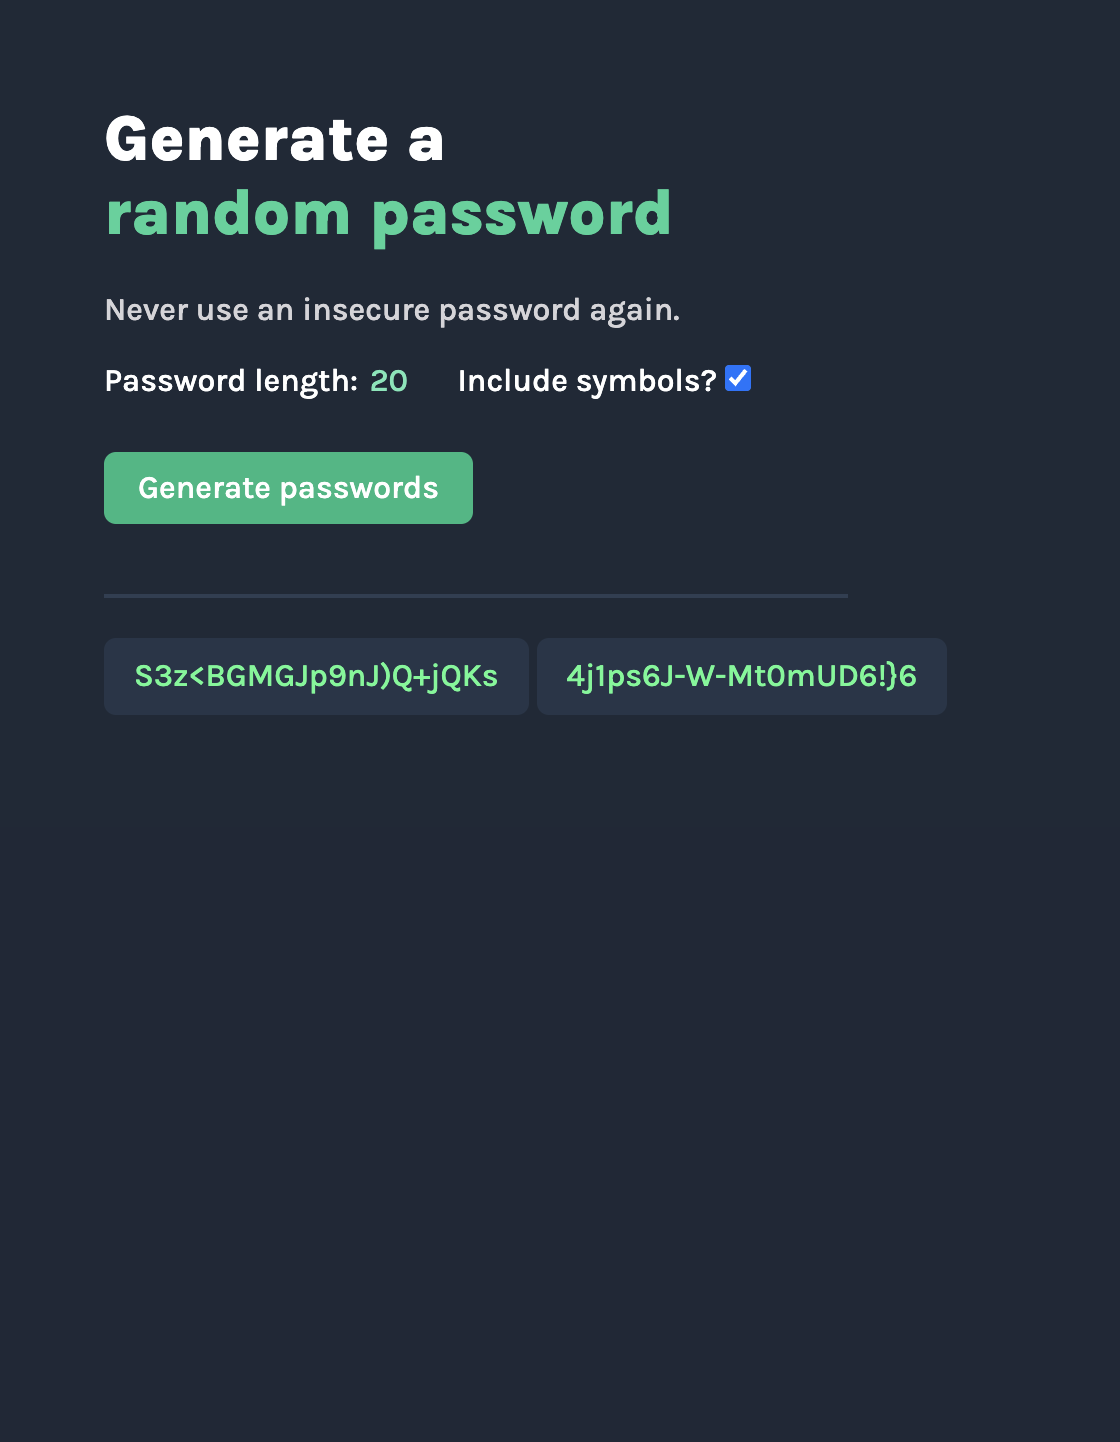 Generate a
random password
Never use an insecure password again.
Password length: 20 Include symbols?
Generate passwords
S3z<BGMGJp9nJ)Q+jQKs 4j1ps6J-W-Mt0mUD6!}6